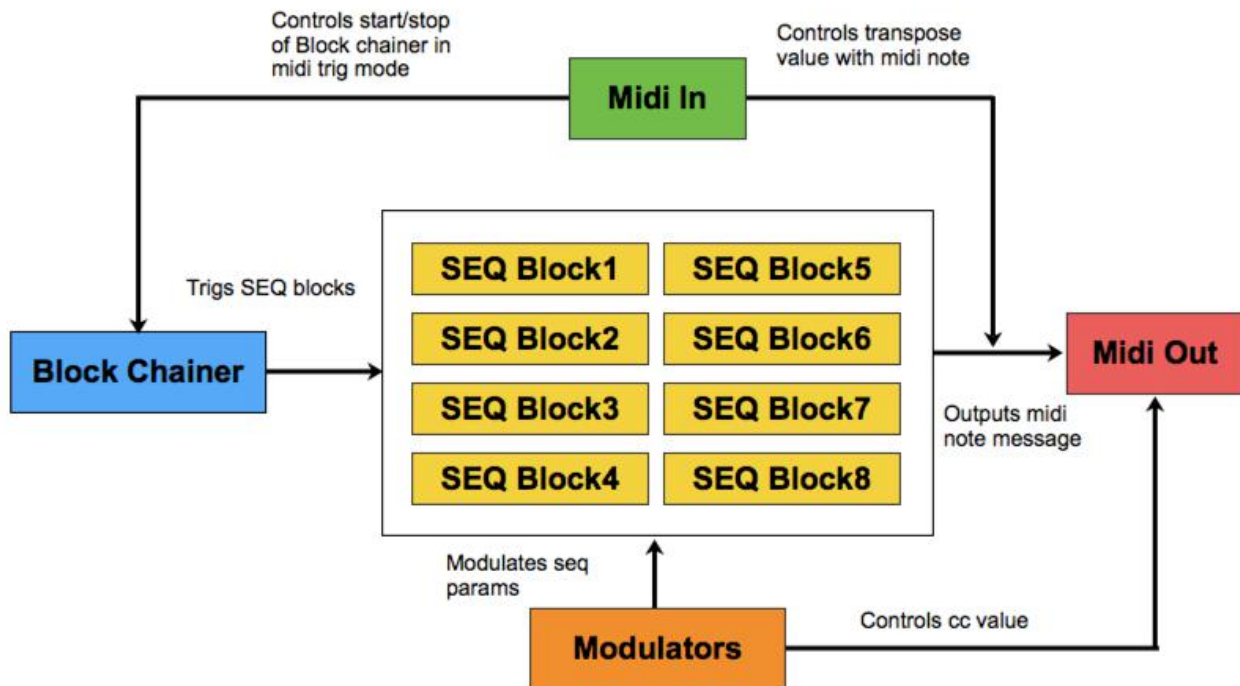 Controls start/stop
of Block chainer in
midi trig mode
Controls transpose
value with midi note
Midi In
Trigs SEQ blocks
SEQ Block1
SEQ Block5
SEQ Block2
SEQ Block6
SEQ Block3
SEQ Block7
SEQ Block4
SEQ Block8
Block Chainer
Midi Out
Outputs midi
note message
Modulates seq
params
Modulators
Controls cc value